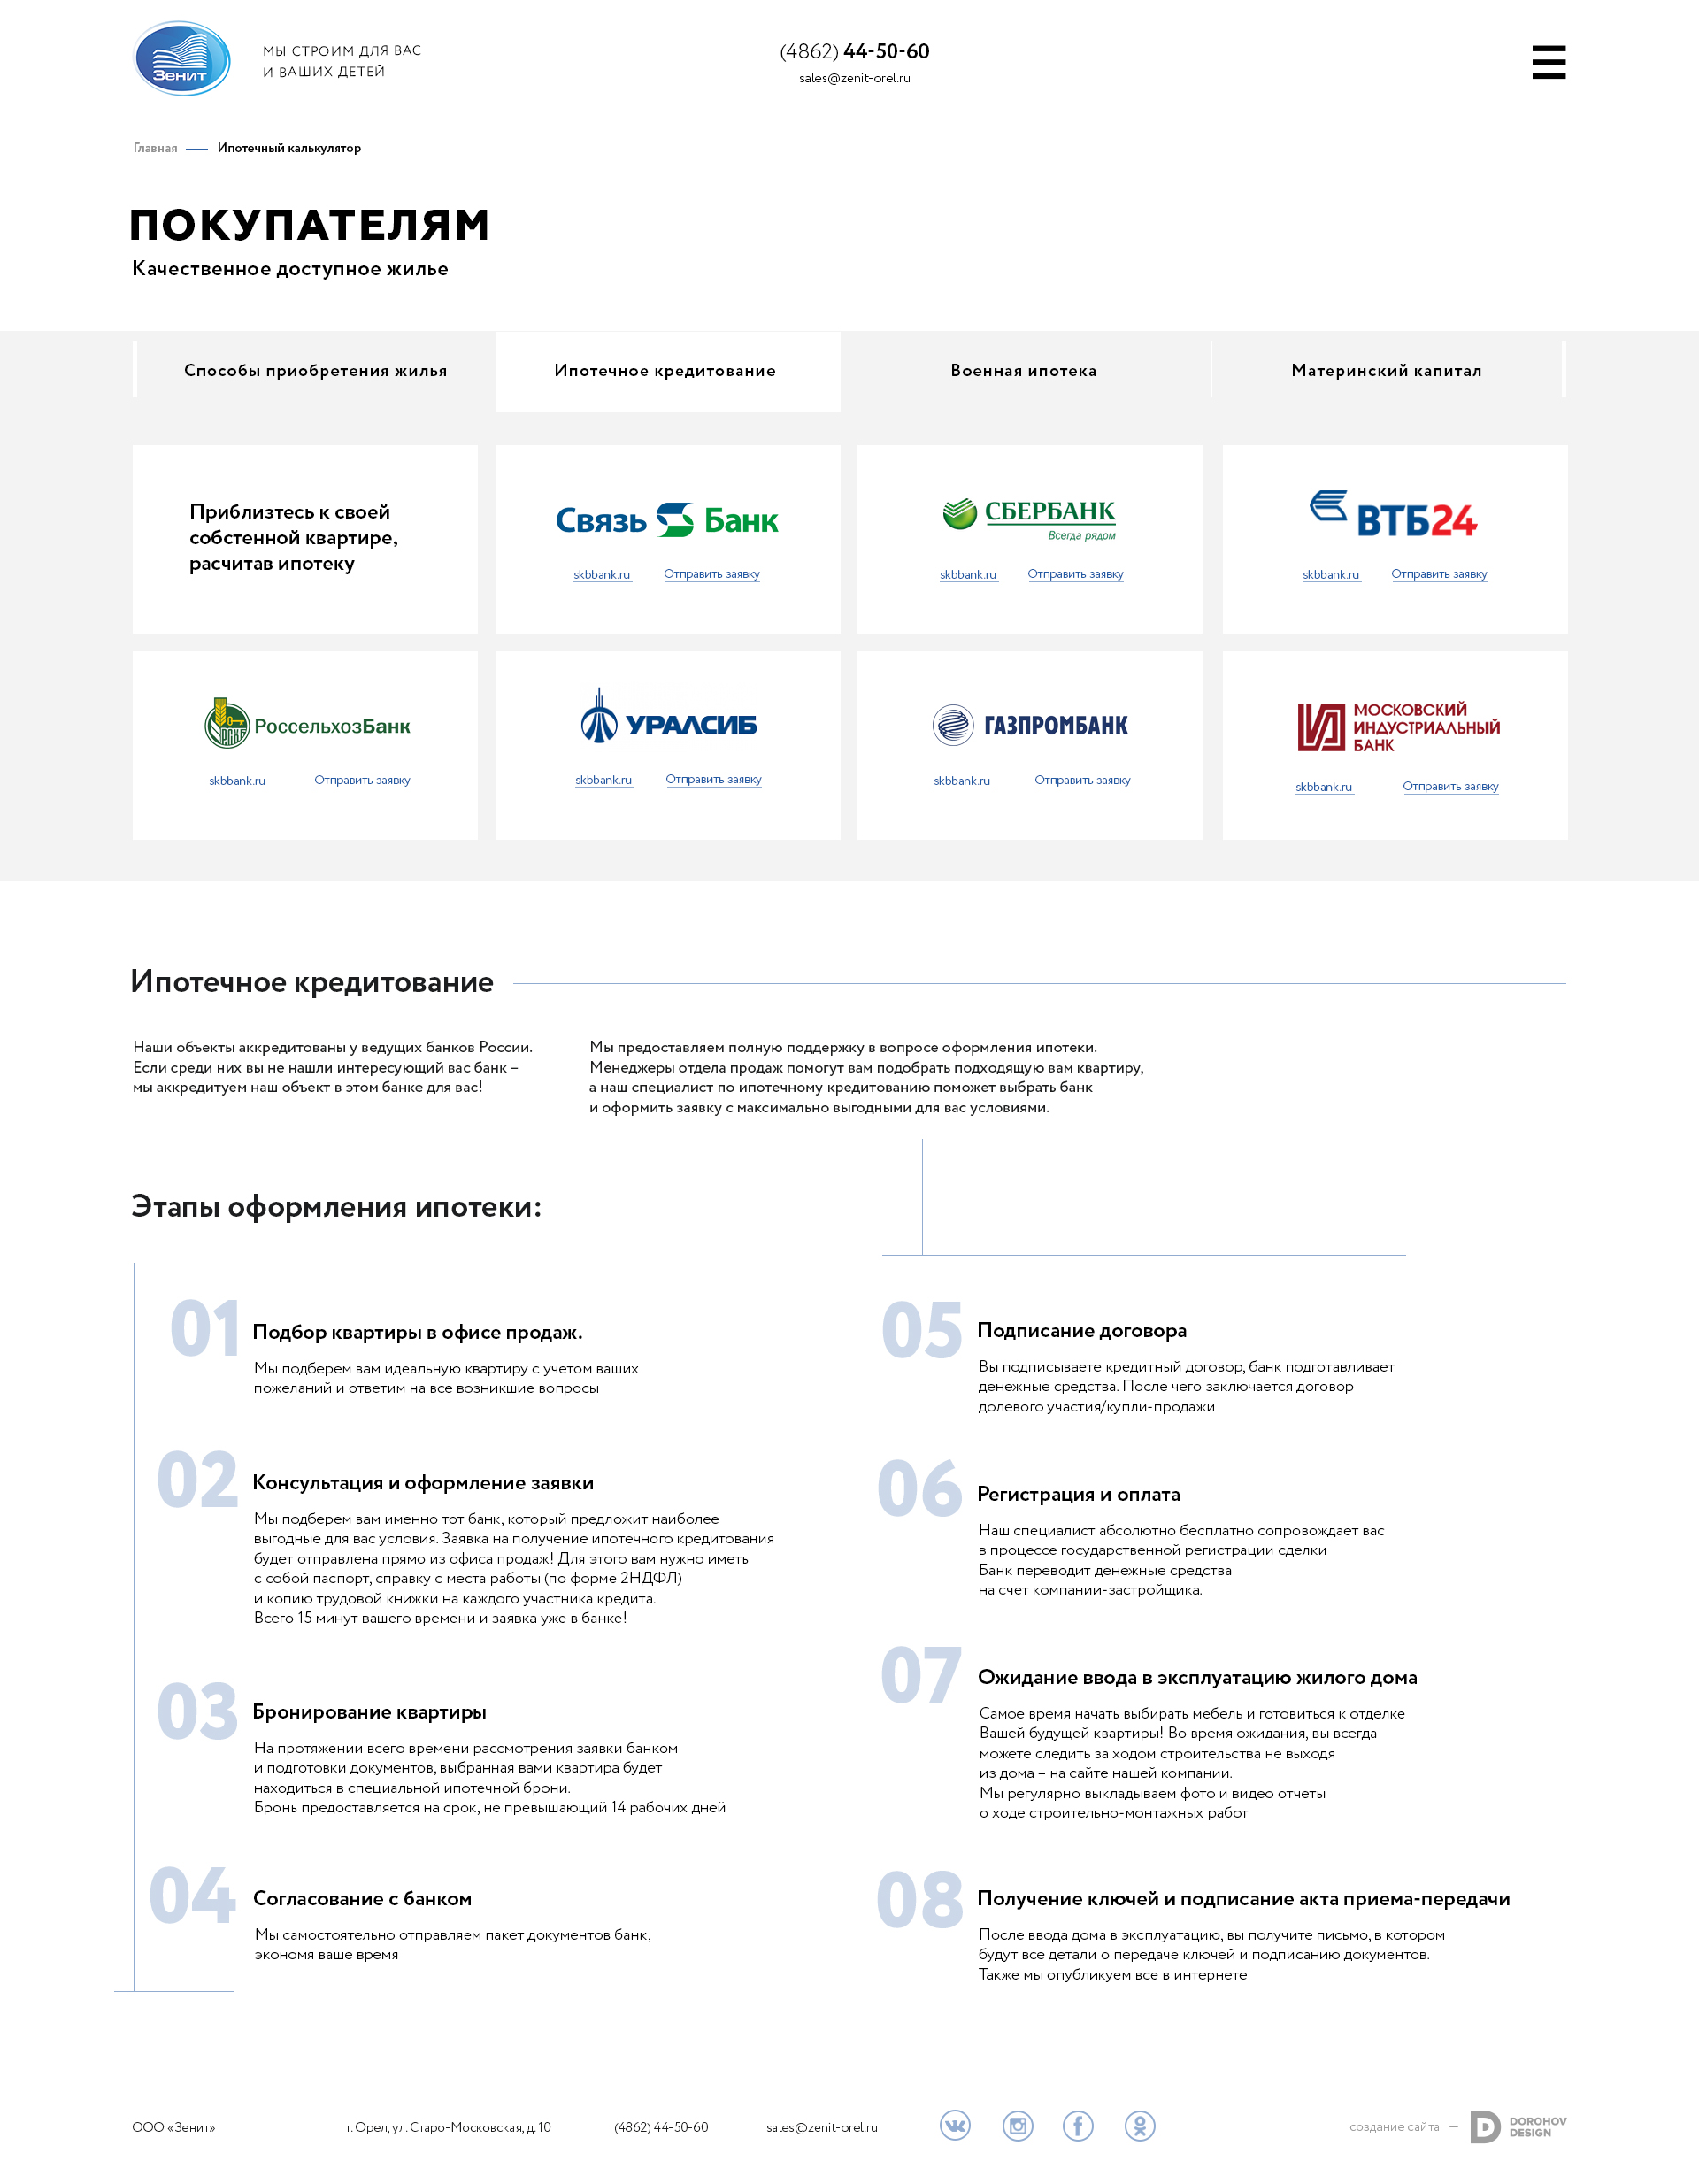 Зенит
МЫ СТРОИМ ДЛЯ ВАС
И ВАШИХ ДЕТЕЙ
(4862) 44-50-60
sales@zenit-orel.ru
Главная — Ипотечный калькулятор
ПОКУПАТЕЛЯМ
Качественное доступное жилье
Способы приобретения жилья
Ипотечное кредитование
Военная ипотека
Материнский капитал
Приблизтесь к своей
собстенной квартире,
расчитав ипотеку
Связь Банк
skbbank.ru Отправить заявку
СБЕРБАНК
Всегда рядом
skbbank.ru Отправить заявку
ВТБ24
skbbank.ru Отправить заявку
РоссельхозБанк
skbbank.ru Отправить заявку
УРАЛСИБ
skbbank.ru Отправить заявку
ГАЗПРОМБАНК
skbbank.ru Отправить заявку
МОСКОВСКИЙ
ИНДУСТРИАЛЬНЫЙ
БАНК
skbbank.ru Отправить заявку
Ипотечное кредитование
Наши объекты аккредитованы у ведущих банков России.
Если среди них вы не нашли интересующий вас банк –
мы аккредитуем наш объект в этом банке для вас!
Мы предоставляем полную поддержку в вопросе оформления ипотеки.
Менеджеры отдела продаж помогут вам подобрать подходящую вам квартиру,
а наш специалист по ипотечному кредитованию поможет выбрать банк
и оформить заявку с максимально выгодными для вас условиями.
Этапы оформления ипотеки:
01
Подбор квартиры в офисе продаж.
Мы подберем вам идеальную квартиру с учетом ваших
пожеланий и ответим на все возникшие вопросы
02
Консультация и оформление заявки
Мы подберем вам именно тот банк, который предложит наиболее
выгодные для вас условия. Заявка на получение ипотечного кредитования
будет отправлена прямо из офиса продаж! Для этого вам нужно иметь
с собой паспорт, справку с места работы (по форме 2НДФЛ)
и копию трудовой книжки на каждого участника кредита.
Всего 15 минут вашего времени и заявка уже в банке!
03
Бронирование квартиры
На протяжении всего времени рассмотрения заявки банком
и подготовки документов, выбранная вами квартира будет
находиться в специальной ипотечной брони.
Бронь предоставляется на срок, не превышающий 14 рабочих дней
04
Согласование с банком
Мы самостоятельно отправляем пакет документов банк,
экономя ваше время
05
Подписание договора
Вы подписываете кредитный договор, банк подготавливает
денежные средства. После чего заключается договор
долевого участия/купли-продажи
06
Регистрация и оплата
Наш специалист абсолютно бесплатно сопровождает вас
в процессе государственной регистрации сделки
Банк переводит денежные средства
на счет компании-застройщика.
07
Ожидание ввода в эксплуатацию жилого дома
Самое время начать выбирать мебель и готовиться к отделке
Вашей будущей квартиры! Во время ожидания, вы всегда
можете следить за ходом строительства не выходя
из дома – на сайте нашей компании.
Мы регулярно выкладываем фото и видео отчеты
о ходе строительно-монтажных работ
08
Получение ключей и подписание акта приема-передачи
После ввода дома в эксплуатацию, вы получите письмо, в котором
будут все детали о передаче ключей и подписанию документов.
Также мы опубликуем все в интернете
ООО «Зенит»
г. Орел, ул. Старо-Московская, д. 10
(4862) 44-50-60
sales@zenit-orel.ru
создание сайта —
DOROHOV
DESIGN